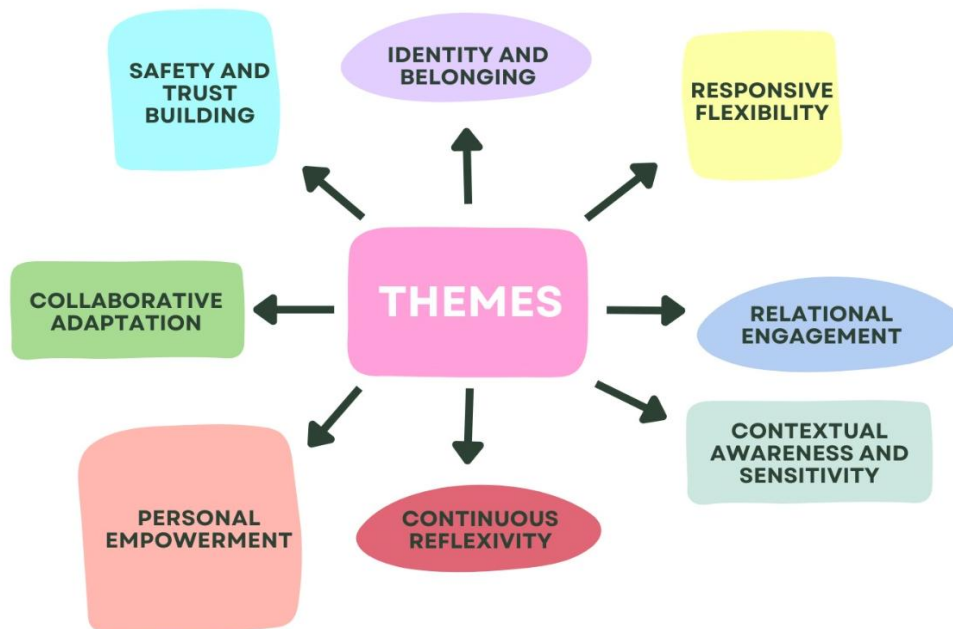 SAFETY AND
TRUST
BUILDING
IDENTITY AND
BELONGING
RESPONSIVE
FLEXIBILITY
COLLABORATIVE
ADAPTATION
THEMES
RELATIONAL
ENGAGEMENT
PERSONAL
EMPOWERMENT
CONTINUOUS
REFLEXIVITY
CONTEXTUAL
AWARENESS AND
SENSITIVITY